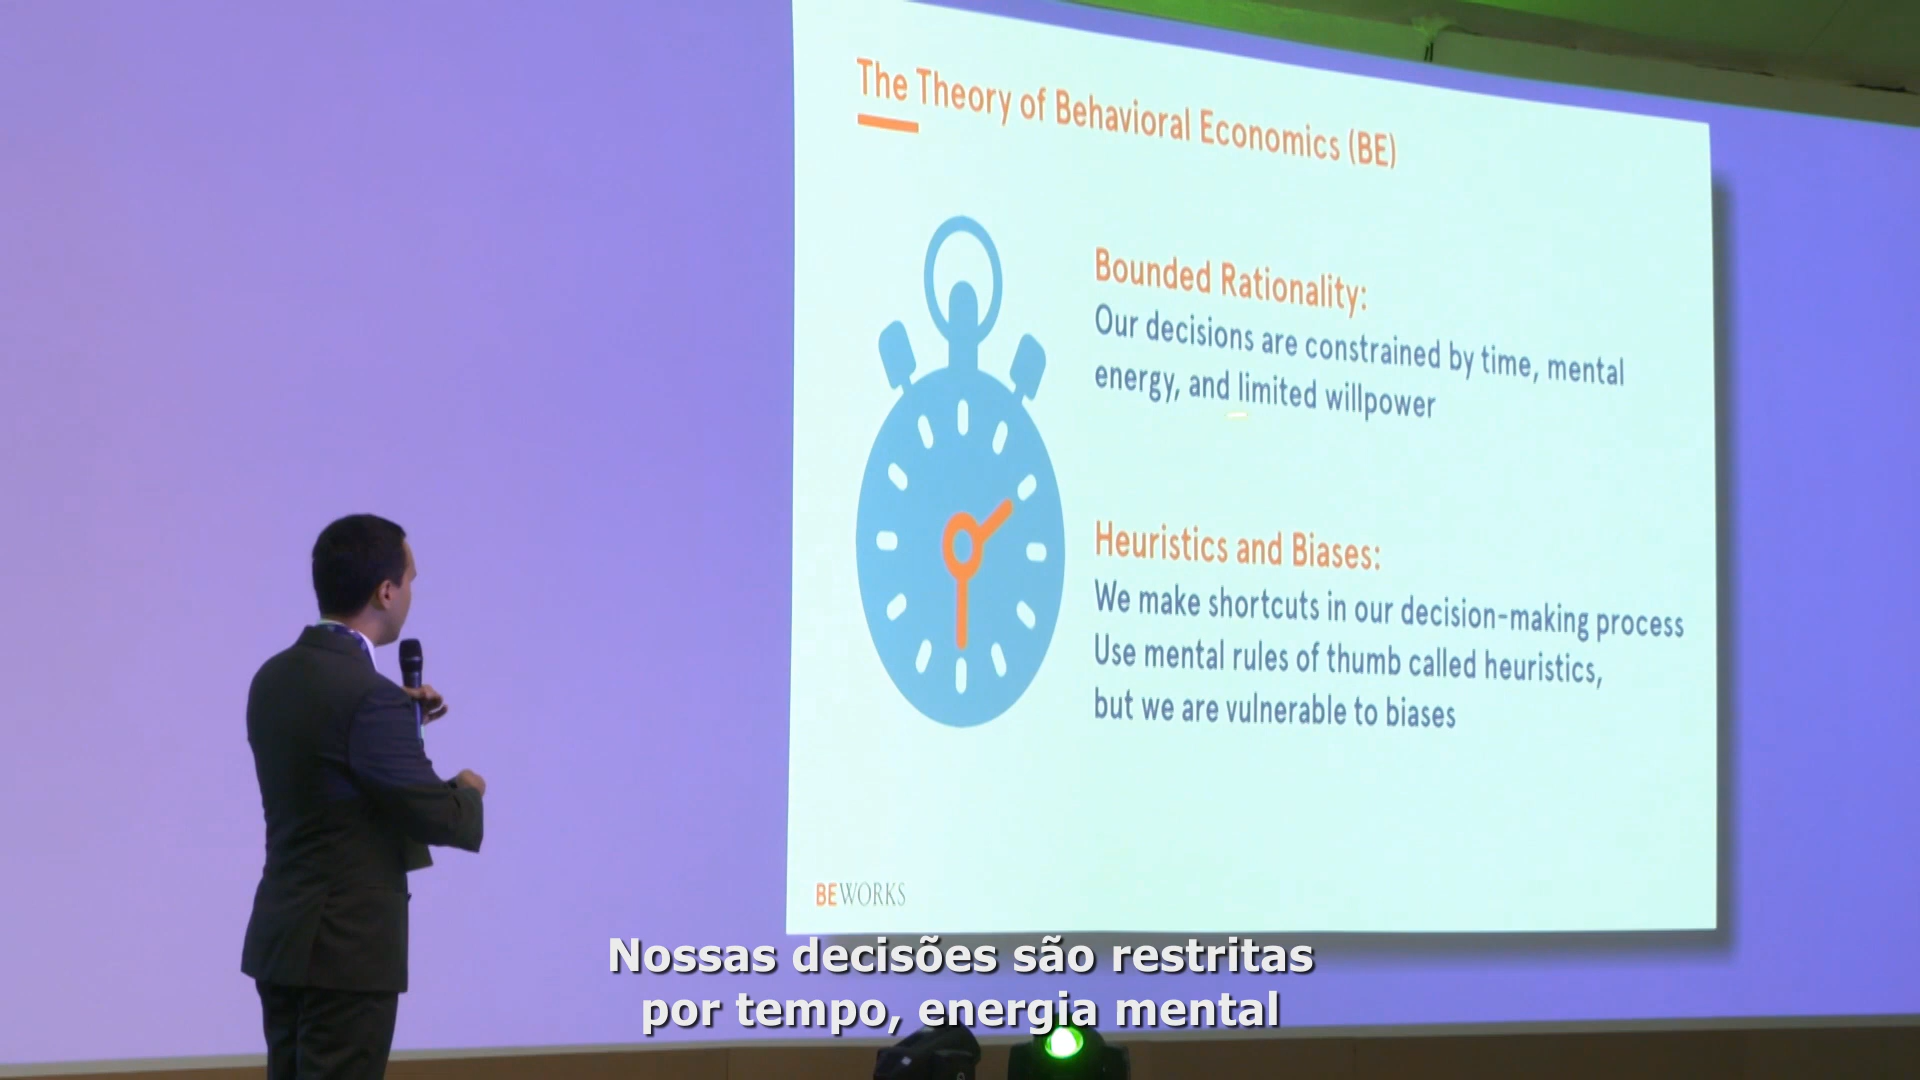 The Theory of Behavioral Economics (BE)
Bounded Rationality:
Our decisions are constrained by time, mental
energy, and limited willpower
Heuristics and Biases:
We make shortcuts in our decision-making process
Use mental rules of thumb called heuristics,
but we are vulnerable to biases
BEWORKS
Nossas decisões são restritas
por tempo, energia mental